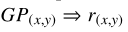 GP(x,y) ⇒ r(x,y)